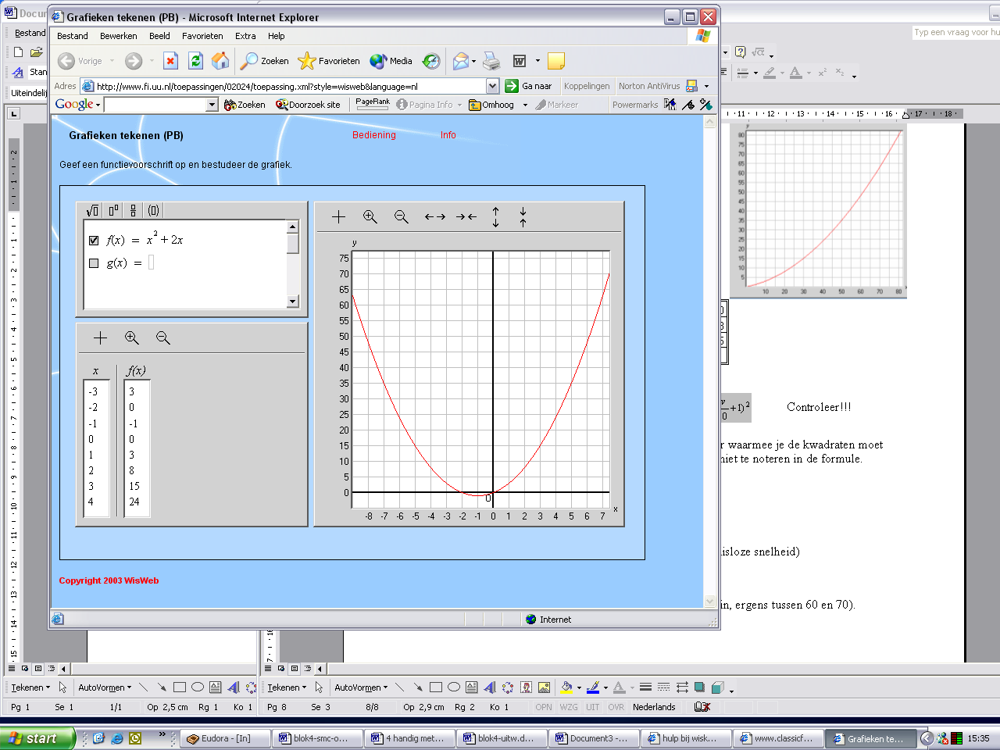 Docum
Grafieken tekenen (PB) - Microsoft Internet Explorer
Bestand
Bestand Bewerken Beeld Favorieten Extra Help
Typ een vraag voor hu
Vorige Zoeken Favorieten Media
Stan
Adres http://www.fi.uu.nl/toepassingen/02024/toepassing.xml?style=wisweb&language=nl Ga naar Koppelingen Norton AntiVirus
Uiteindeli
Google Zoeken Doorzoek site PageRank Pagina Info Omhoog Markeer Powermarks
11 12 13 14 15 16 17 18
Grafieken tekenen (PB) Bediening Info
Geef een functievoorschrift op en bestudeer de grafiek.
f(x) = x² + 2x
g(x) =
x f(x)
-3 3
-2 0
-1 -1
0 0
1 3
2 8
3 15
4 24
y
75
70
65
60
55
50
45
40
35
30
25
20
15
10
5
0
0
-8 -7 -6 -5 -4 -3 -2 -1 0 1 2 3 4 5 6 7 x
Copyright 2003 WisWeb
Internet
y
80
75
70
65
60
55
50
45
40
35
30
25
20
15
10
5
10 20 30 40 50 60 70 80
0
8
5
+1)² Controleer!!!
r waarmee je de kwadraten moet
niet te noteren in de formule.
isloze snelheid)
in, ergens tussen 60 en 70).
Tekenen AutoVormen
Tekenen AutoVormen
Pg 1 Se 1 1/1 Op 2,5 cm Rg 1 Ko 1
Pg 8 Se 3 8/8 Op 2,9 cm Rg 2 Ko 1 OPN WZG UIT OVR Nederlands
start Eudora - [In] blok4-smc-o... 4 handig met... blok4-uitw.d... Document3 -... hulp bij wisk... www.classicf... Grafieken te... 15:35